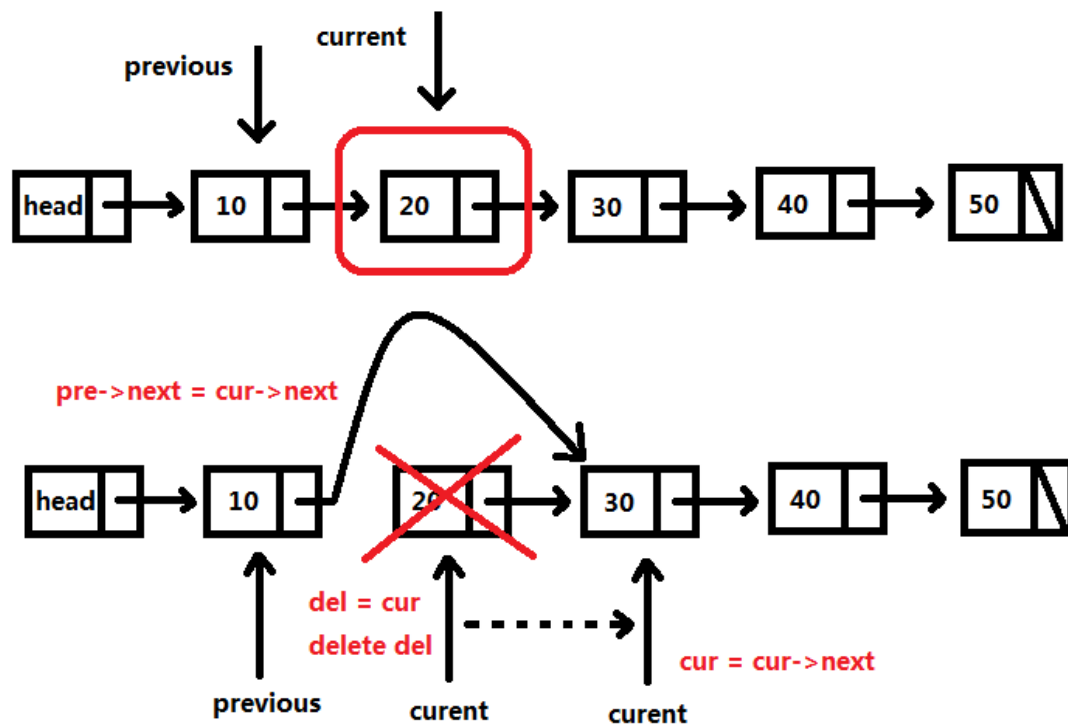 current
previous
head 10 20 30 40 50
pre->next = cur->next
head 10 20 30 40 50
del = cur
delete del
cur = cur->next
previous curent curent